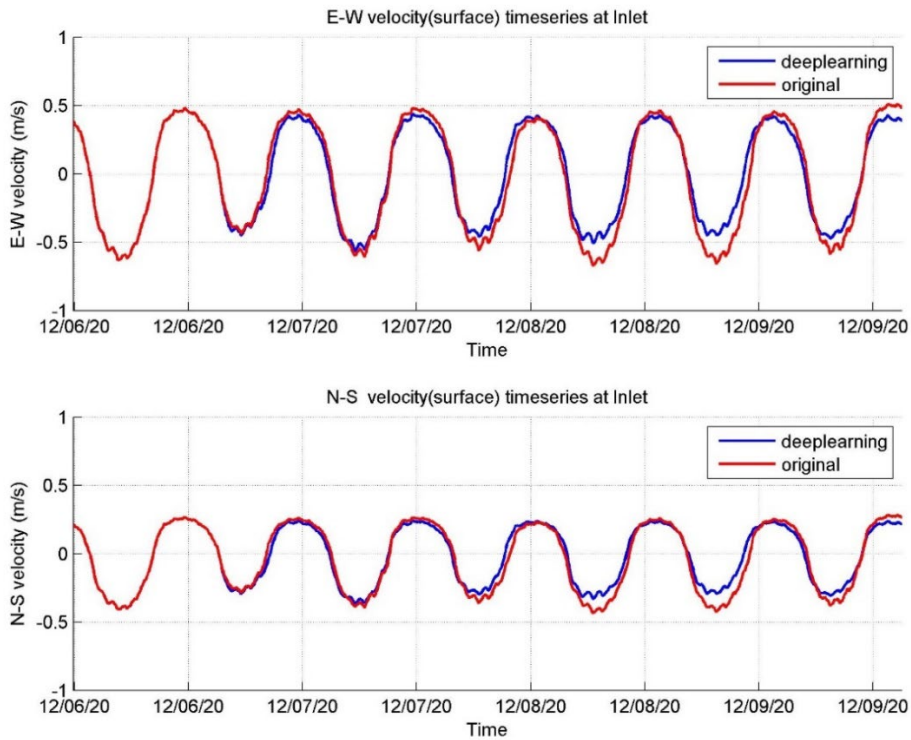 E-W velocity(surface) timeseries at Inlet
1
0.5
0
-0.5
-1
E-W velocity (m/s)
deeplearning
original
12/06/20 12/06/20 12/07/20 12/07/20 12/08/20 12/08/20 12/09/20 12/09/20
Time
N-S velocity(surface) timeseries at Inlet
1
0.5
0
-0.5
-1
N-S velocity (m/s)
deeplearning
original
12/06/20 12/06/20 12/07/20 12/07/20 12/08/20 12/08/20 12/09/20 12/09/20
Time